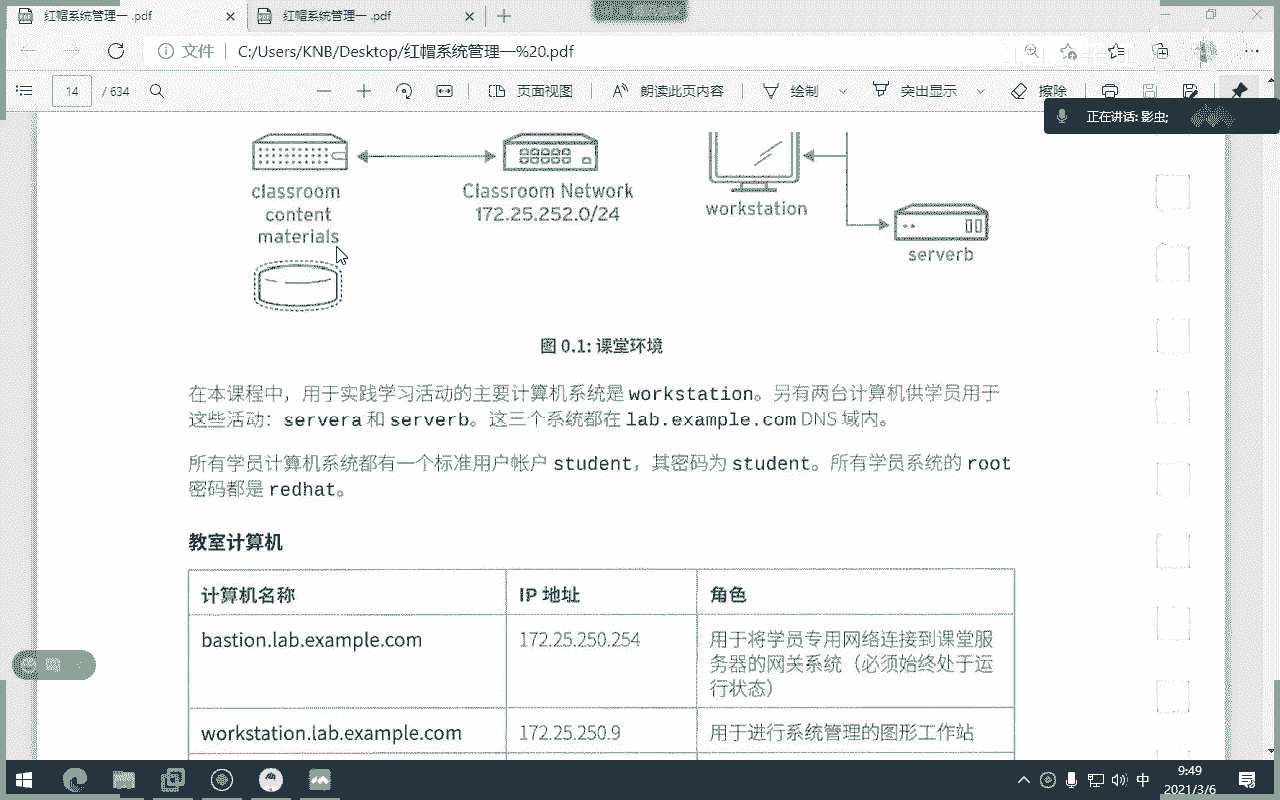 红帽系统管理一 .pdf
红帽系统管理一 .pdf
文件 C:/Users/KNB/Desktop/红帽系统管理一%20.pdf
14 / 634 页面视图 朗读此页内容 绘制 突出显示 擦除
正在讲话: 影虫;
classroom
content
materials
Classroom Network
172.25.252.0/24
workstation
serverb
图 0.1: 课堂环境
在本课程中，用于实践学习活动的主要计算机系统是 workstation。另有两台计算机供学员用于
这些活动：servera 和 serverb。这三个系统都在 lab.example.com DNS 域内。
所有学员计算机系统都有一个标准用户帐户 student，其密码为 student。所有学员系统的 root
密码都是 redhat。
教室计算机
计算机名称 IP 地址 角色
bastion.lab.example.com 172.25.250.254 用于将学员专用网络连接到课堂服
务器的网关系统（必须始终处于运
行状态）
workstation.lab.example.com 172.25.250.9 用于进行系统管理的图形工作站
中
9:49
2021/3/6